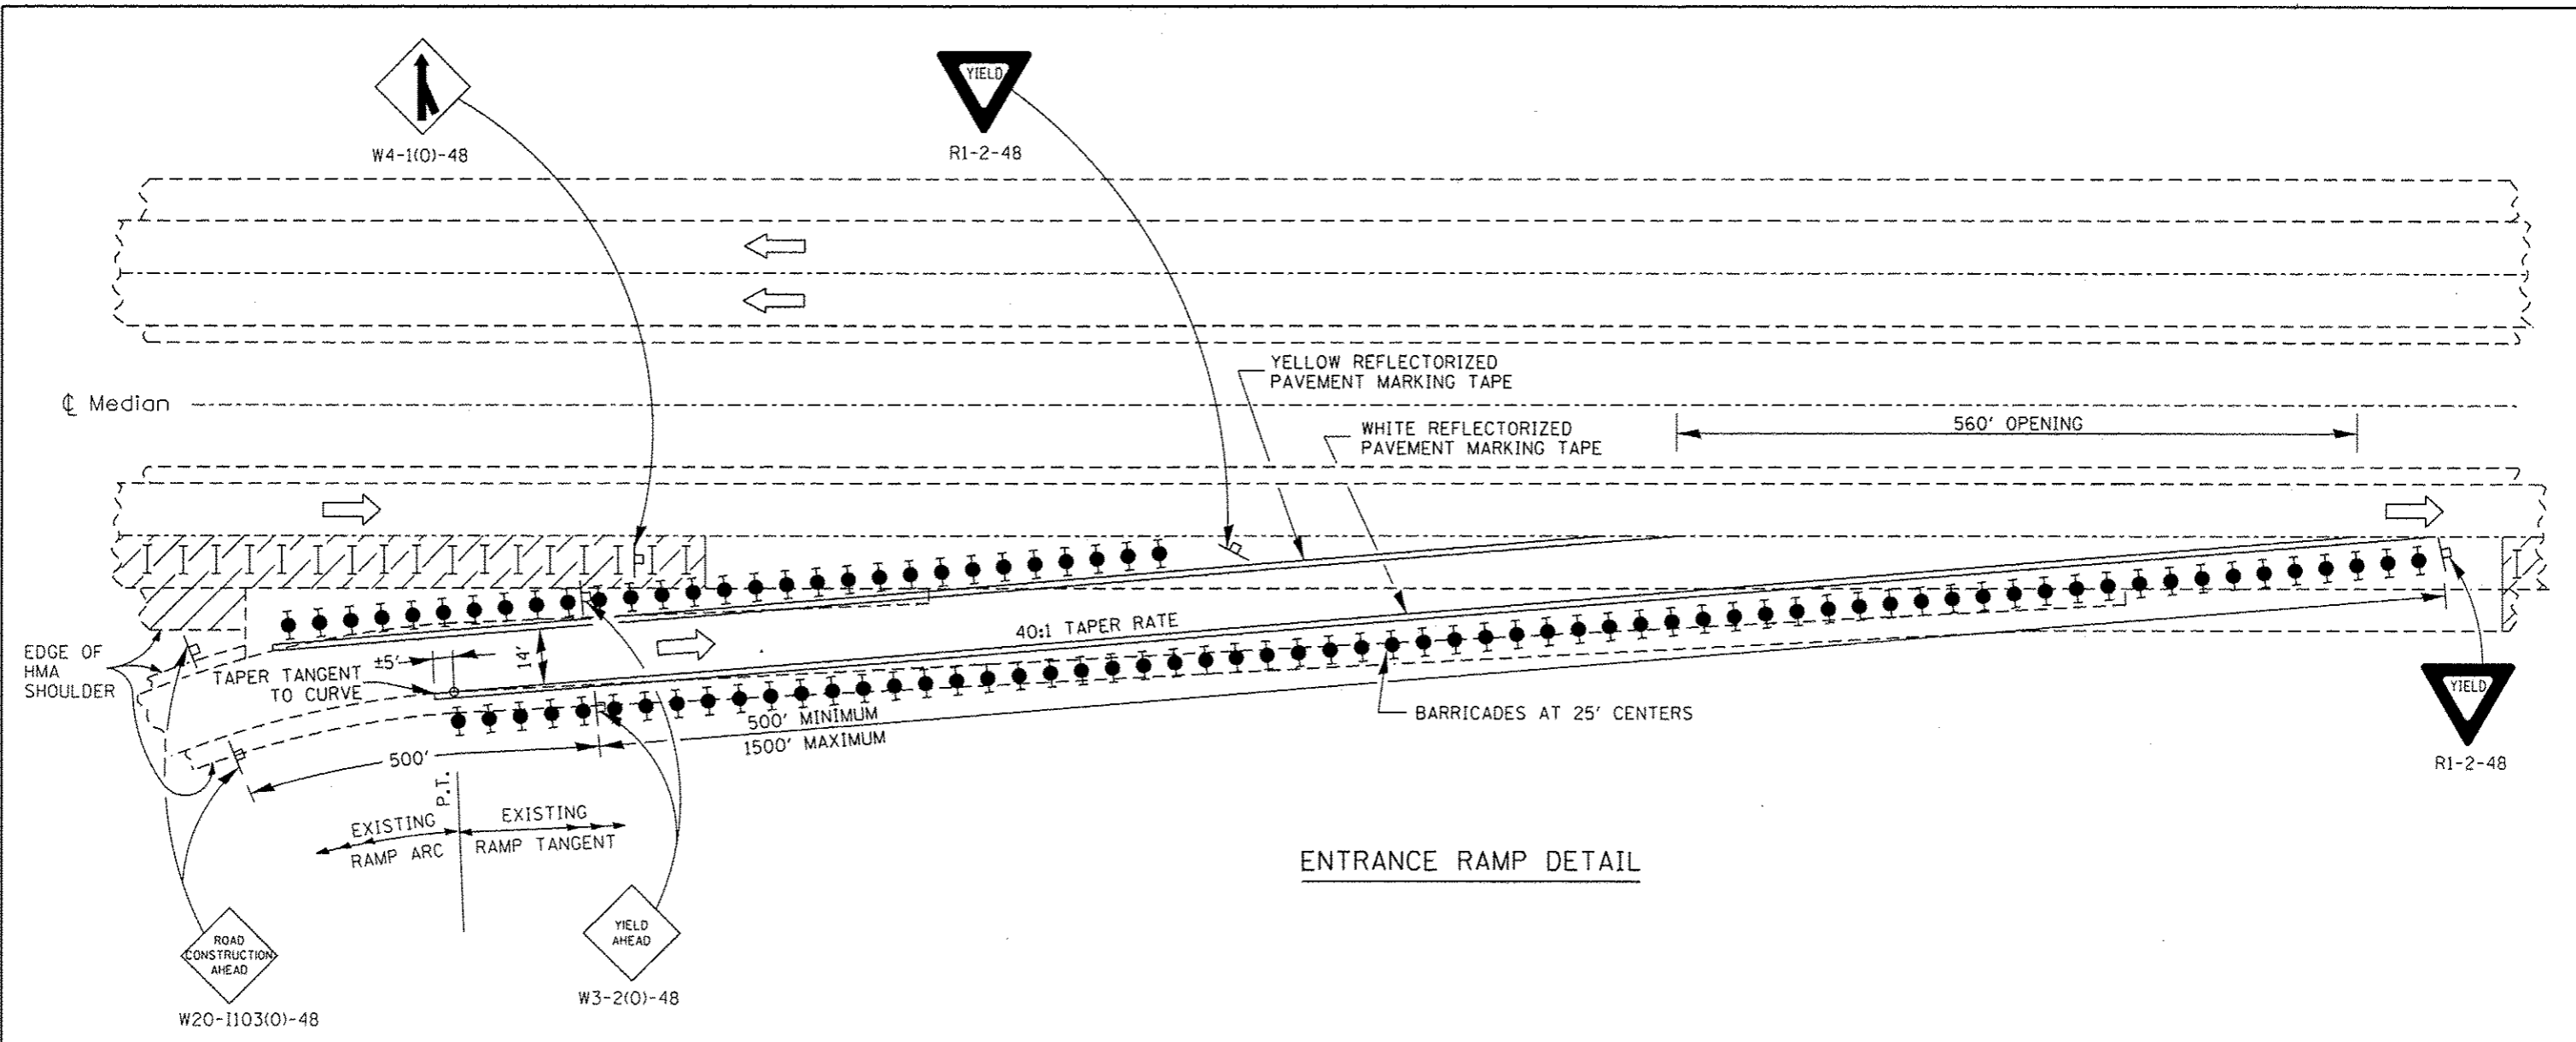 YIELD
W4-1(O)-48
R1-2-48
YELLOW REFLECTORIZED
PAVEMENT MARKING TAPE
℄ Median
WHITE REFLECTORIZED
PAVEMENT MARKING TAPE
560' OPENING
40:1 TAPER RATE
EDGE OF
HMA
SHOULDER
±5'
TAPER TANGENT
TO CURVE
14'
500' MINIMUM
1500' MAXIMUM
BARRICADES AT 25' CENTERS
YIELD
R1-2-48
500'
P.T.
EXISTING
RAMP ARC
EXISTING
RAMP TANGENT
ENTRANCE RAMP DETAIL
ROAD
CONSTRUCTION
AHEAD
W20-I103(O)-48
YIELD
AHEAD
W3-2(O)-48